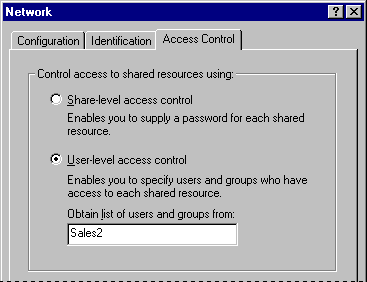 Network
Configuration Identification Access Control
Control access to shared resources using:
Share-level access control
Enables you to supply a password for each shared
resource.
User-level access control
Enables you to specify users and groups who have
access to each shared resource.
Obtain list of users and groups from:
Sales2